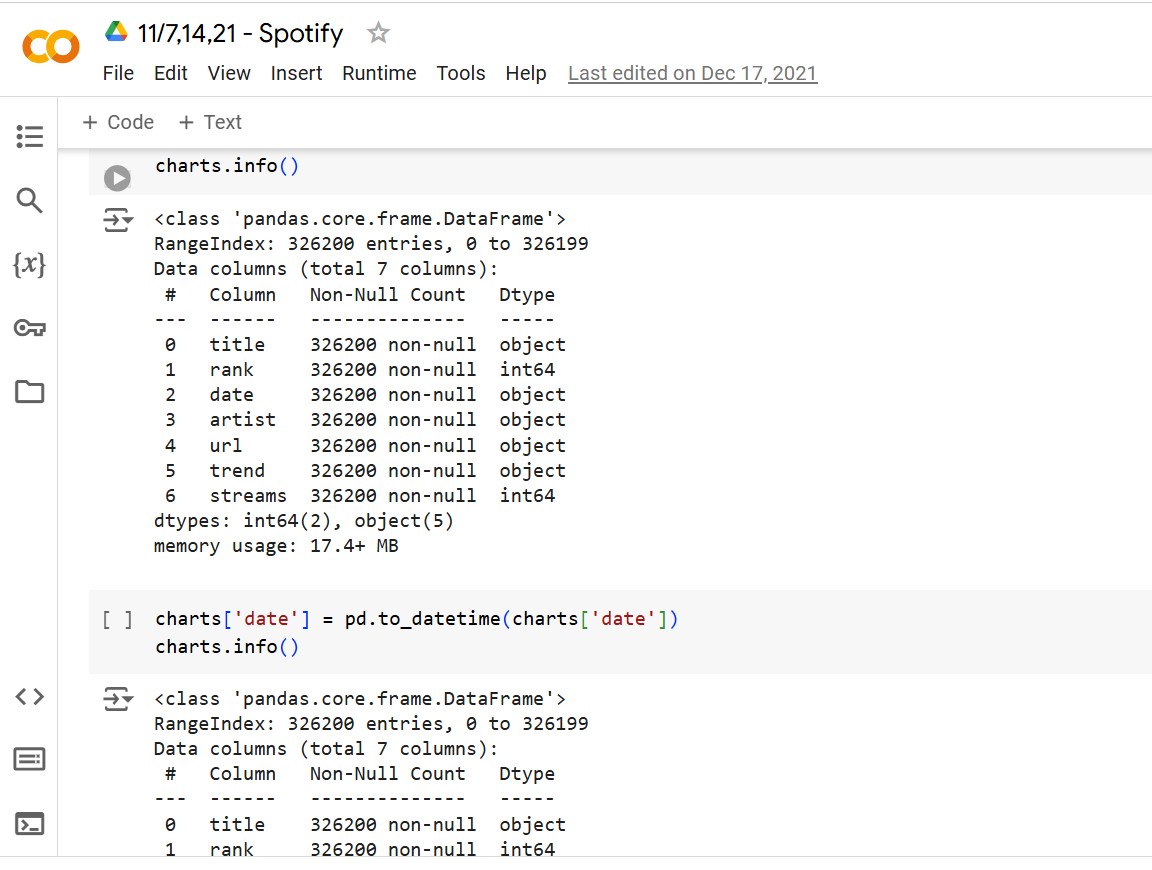 11/7,14,21 - Spotify
File Edit View Insert Runtime Tools Help Last edited on Dec 17, 2021
+ Code + Text
charts.info()
<class 'pandas.core.frame.DataFrame'>
RangeIndex: 326200 entries, 0 to 326199
Data columns (total 7 columns):
 #   Column   Non-Null Count   Dtype
---  ------   --------------   -----
 0   title    326200 non-null  object
 1   rank     326200 non-null  int64
 2   date     326200 non-null  object
 3   artist   326200 non-null  object
 4   url      326200 non-null  object
 5   trend    326200 non-null  object
 6   streams  326200 non-null  int64
dtypes: int64(2), object(5)
memory usage: 17.4+ MB
[ ] charts['date'] = pd.to_datetime(charts['date'])
charts.info()
<class 'pandas.core.frame.DataFrame'>
RangeIndex: 326200 entries, 0 to 326199
Data columns (total 7 columns):
 #   Column   Non-Null Count   Dtype
---  ------   --------------   -----
 0   title    326200 non-null  object
 1   rank     326200 non-null  int64